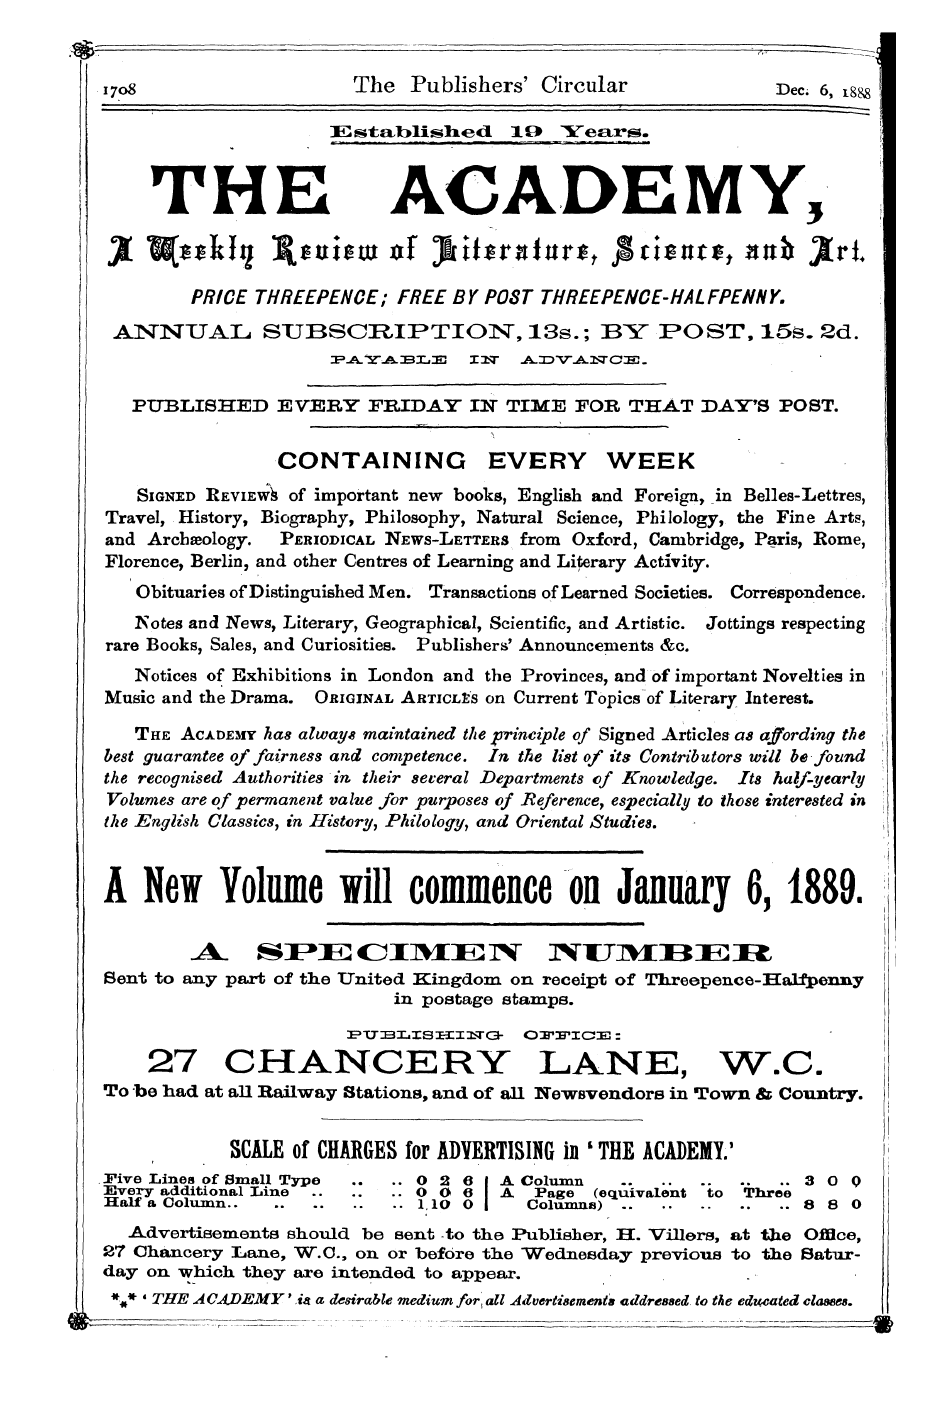 1708 The Publishers' Circular Dec. 6, 1888
Established 19 Years.
THE ACADEMY,
A Weekly Review of Literature, Science, and Art.
PRICE THREEPENCE; FREE BY POST THREEPENCE-HALFPENNY.
ANNUAL SUBSCRIPTION, 13s.; BY POST, 15s. 2d.
PAYABLE IN ADVANCE.
PUBLISHED EVERY FRIDAY IN TIME FOR THAT DAY'S POST.
CONTAINING EVERY WEEK
SIGNED REVIEWS of important new books, English and Foreign, in Belles-Lettres,
Travel, History, Biography, Philosophy, Natural Science, Philology, the Fine Arts,
and Archæology. PERIODICAL NEWS-LETTERS from Oxford, Cambridge, Paris, Rome,
Florence, Berlin, and other Centres of Learning and Literary Activity.
Obituaries of Distinguished Men. Transactions of Learned Societies. Correspondence.
Notes and News, Literary, Geographical, Scientific, and Artistic. Jottings respecting
rare Books, Sales, and Curiosities. Publishers' Announcements &c.
Notices of Exhibitions in London and the Provinces, and of important Novelties in
Music and the Drama. ORIGINAL ARTICLES on Current Topics of Literary Interest.
THE ACADEMY has always maintained the principle of Signed Articles as affording the
best guarantee of fairness and competence. In the list of its Contributors will be found
the recognised Authorities in their several Departments of Knowledge. Its half-yearly
Volumes are of permanent value for purposes of Reference, especially to those interested in
the English Classics, in History, Philology, and Oriental Studies.
A New Volume will commence on January 6, 1889.
A SPECIMEN NUMBER
Sent to any part of the United Kingdom on receipt of Threepence-Halfpenny
in postage stamps.
PUBLISHING OFFICE:
27 CHANCERY LANE, W.C.
To be had at all Railway Stations, and of all Newsvendors in Town & Country.
SCALE of CHARGES for ADVERTISING in 'THE ACADEMY.'
Five Lines of Small Type .. .. 0 2 6
Every additional Line .. .. .. 0 0 6
Half a Column.. .. .. .. .. 1 10 0
A Column .. .. .. .. .. 3 0 0
A Page (equivalent to Three
Columns) .. .. .. .. .. 8 8 0
Advertisements should be sent to the Publisher, H. Villers, at the Office,
27 Chancery Lane, W.C., on or before the Wednesday previous to the Satur-
day on which they are intended to appear.
*** 'THE ACADEMY' is a desirable medium for all Advertisements addressed to the educated classes.